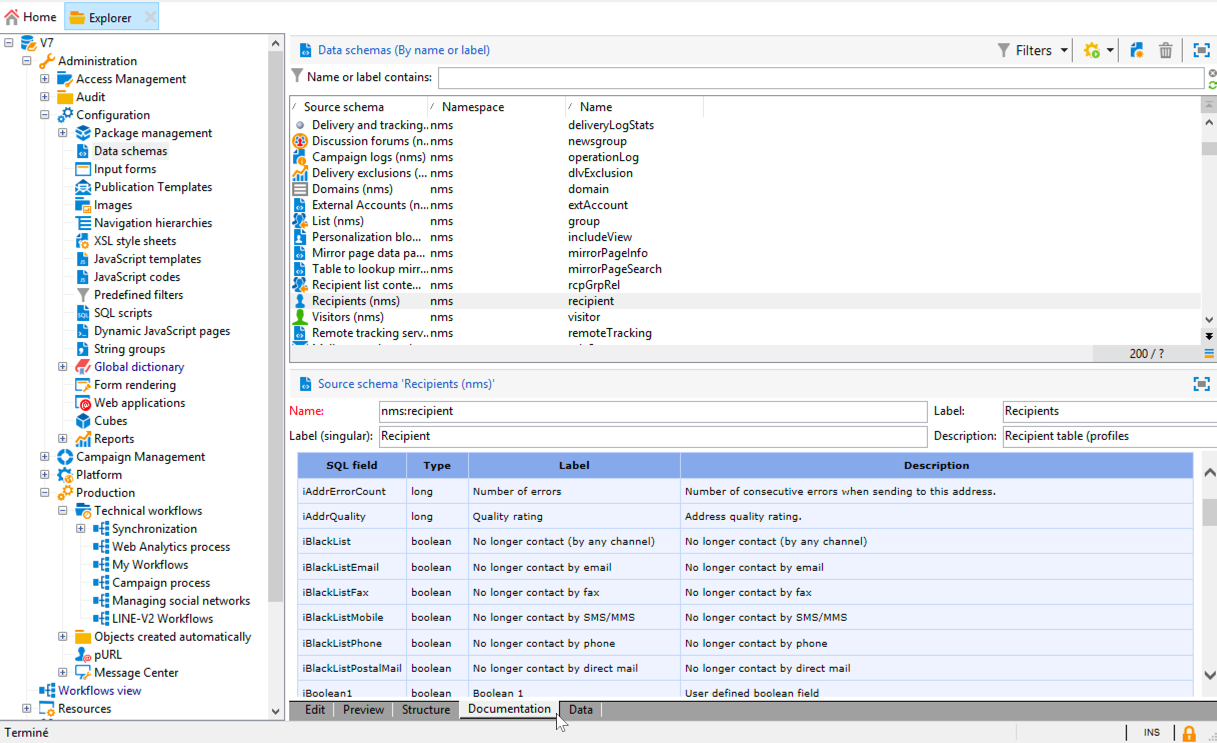 Home
Explorer
V7
Administration
Access Management
Audit
Configuration
Package management
Data schemas
Input forms
Publication Templates
Images
Navigation hierarchies
XSL style sheets
JavaScript templates
JavaScript codes
Predefined filters
SQL scripts
Dynamic JavaScript pages
String groups
Global dictionary
Form rendering
Web applications
Cubes
Reports
Campaign Management
Platform
Production
Technical workflows
Synchronization
Web Analytics process
My Workflows
Campaign process
Managing social networks
LINE-V2 Workflows
Objects created automatically
pURL
Message Center
Workflows view
Resources
Data schemas (By name or label)
Filters
Name or label contains:
Source schema Namespace Name
Delivery and tracking... nms deliveryLogStats
Discussion forums (n... nms newsgroup
Campaign logs (nms) nms operationLog
Delivery exclusions (... nms dlvExclusion
Domains (nms) nms domain
External Accounts (n... nms extAccount
List (nms) nms group
Personalization blo... nms includeView
Mirror page data pa... nms mirrorPageInfo
Table to lookup mirr... nms mirrorPageSearch
Recipient list conte... nms rcpGrpRel
Recipients (nms) nms recipient
Visitors (nms) nms visitor
Remote tracking serv... nms remoteTracking
200 / ?
Source schema 'Recipients (nms)'
Name: nms:recipient Label: Recipients
Label (singular): Recipient Description: Recipient table (profiles
SQL field Type Label Description
iAddrErrorCount long Number of errors Number of consecutive errors when sending to this address.
iAddrQuality long Quality rating Address quality rating.
iBlackList boolean No longer contact (by any channel) No longer contact (by any channel)
iBlackListEmail boolean No longer contact by email No longer contact by email
iBlackListFax boolean No longer contact by fax No longer contact by fax
iBlackListMobile boolean No longer contact by SMS/MMS No longer contact by SMS/MMS
iBlackListPhone boolean No longer contact by phone No longer contact by phone
iBlackListPostalMail boolean No longer contact by direct mail No longer contact by direct mail
iBoolean1 boolean Boolean 1 User defined boolean field
Edit Preview Structure Documentation Data
Terminé INS